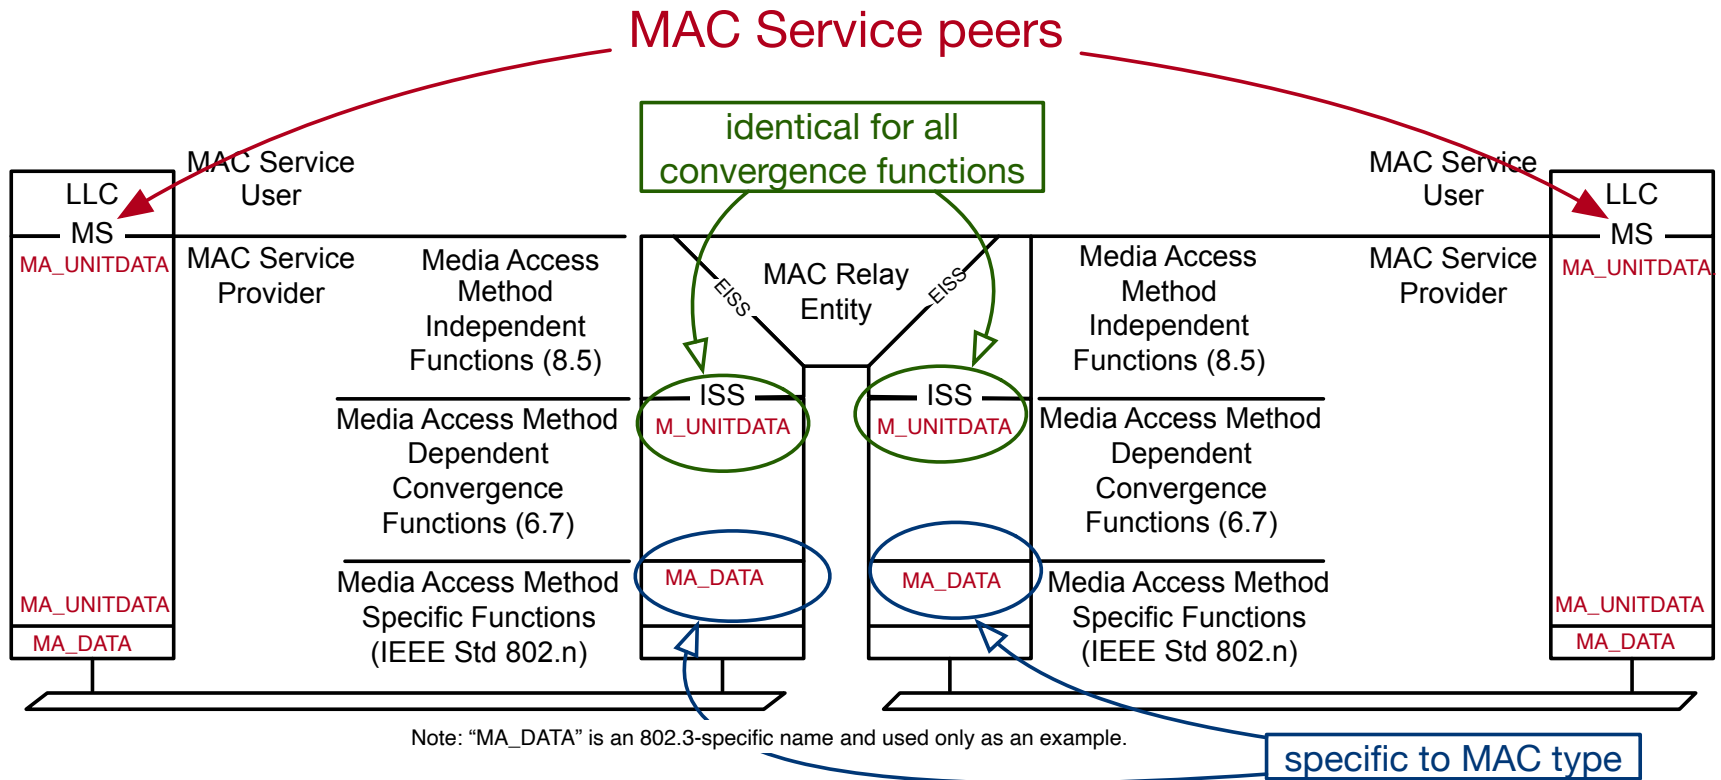 MAC Service peers
identical for all
convergence functions
LLC
MS
MA_UNITDATA
MAC Service
User
MAC Service
Provider
Media Access
Method
Independent
Functions (8.5)
Media Access Method
Dependent
Convergence
Functions (6.7)
Media Access Method
Specific Functions
(IEEE Std 802.n)
MA_UNITDATA
MA_DATA
EISS
MAC Relay
Entity
EISS
ISS
M_UNITDATA
MA_DATA
ISS
M_UNITDATA
MA_DATA
Media Access
Method
Independent
Functions (8.5)
Media Access Method
Dependent
Convergence
Functions (6.7)
Media Access Method
Specific Functions
(IEEE Std 802.n)
MAC Service
User
MAC Service
Provider
LLC
MS
MA_UNITDATA
MA_UNITDATA
MA_DATA
Note: “MA_DATA” is an 802.3-specific name and used only as an example.
specific to MAC type